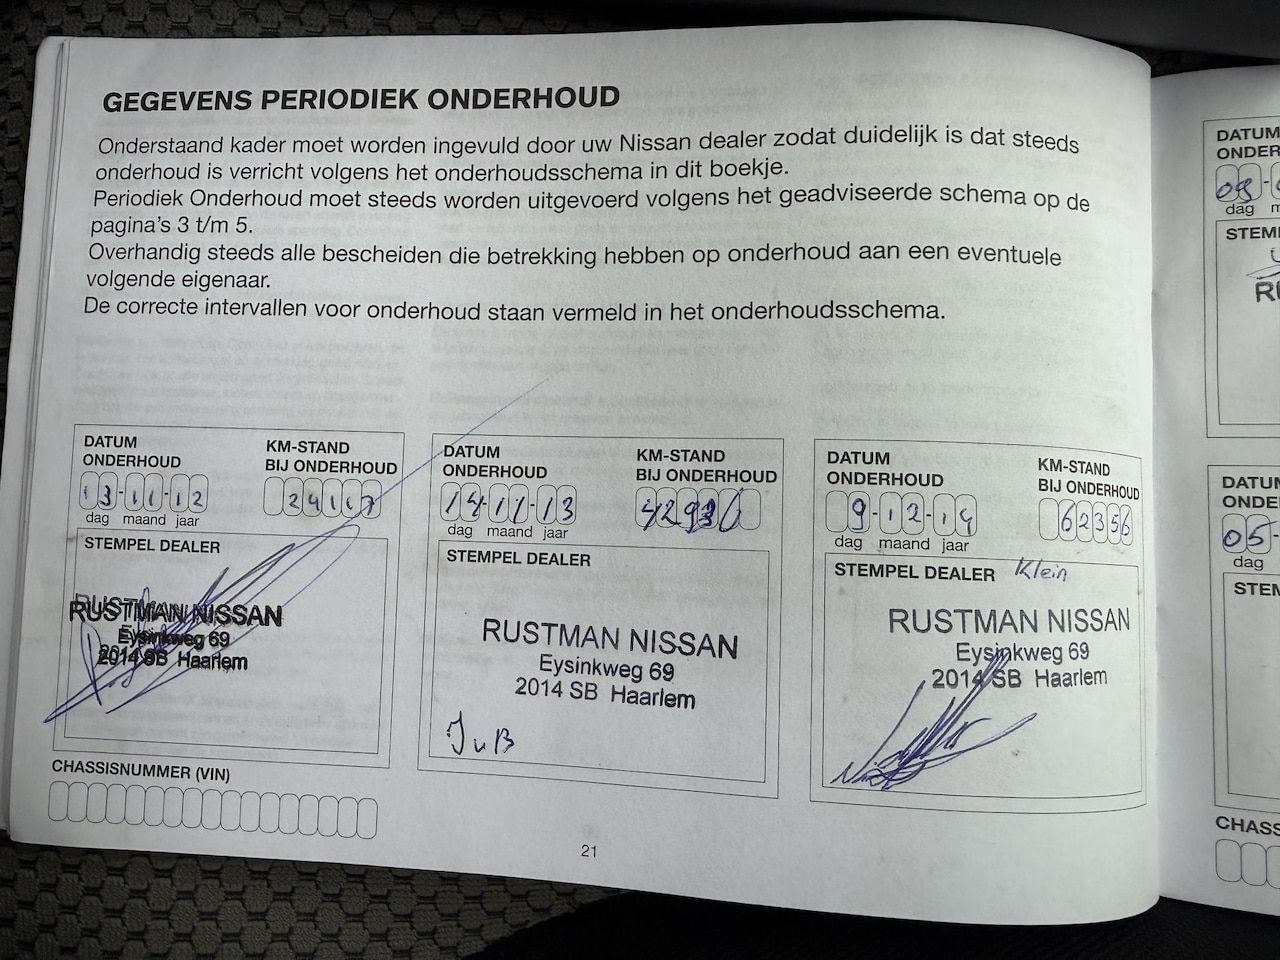 GEGEVENS PERIODIEK ONDERHOUD
Onderstaand kader moet worden ingevuld door uw Nissan dealer zodat duidelijk is dat steeds
onderhoud is verricht volgens het onderhoudsschema in dit boekje.
Periodiek Onderhoud moet steeds worden uitgevoerd volgens het geadviseerde schema op de
pagina's 3 t/m 5.
Overhandig steeds alle bescheiden die betrekking hebben op onderhoud aan een eventuele
volgende eigenaar.
De correcte intervallen voor onderhoud staan vermeld in het onderhoudsschema.
DATUM
ONDERHOUD
KM-STAND
BIJ ONDERHOUD
13-11-12
24117
dag maand jaar
STEMPEL DEALER
RUSTMAN NISSAN
Eysinkweg 69
2014 SB Haarlem
CHASSISNUMMER (VIN)
DATUM
ONDERHOUD
KM-STAND
BIJ ONDERHOUD
14-11-13
dag maand jaar
STEMPEL DEALER
RUSTMAN NISSAN
Eysinkweg 69
2014 SB Haarlem
JvB
DATUM
ONDERHOUD
KM-STAND
BIJ ONDERHOUD
9-12-14
62356
dag maand jaar
STEMPEL DEALER Klein
RUSTMAN NISSAN
Eysinkweg 69
2014 SB Haarlem
21
DATUM
ONDER
09-
dag m
STEM
RU
DATUM
ONDE
05-
dag
STEM
CHASS